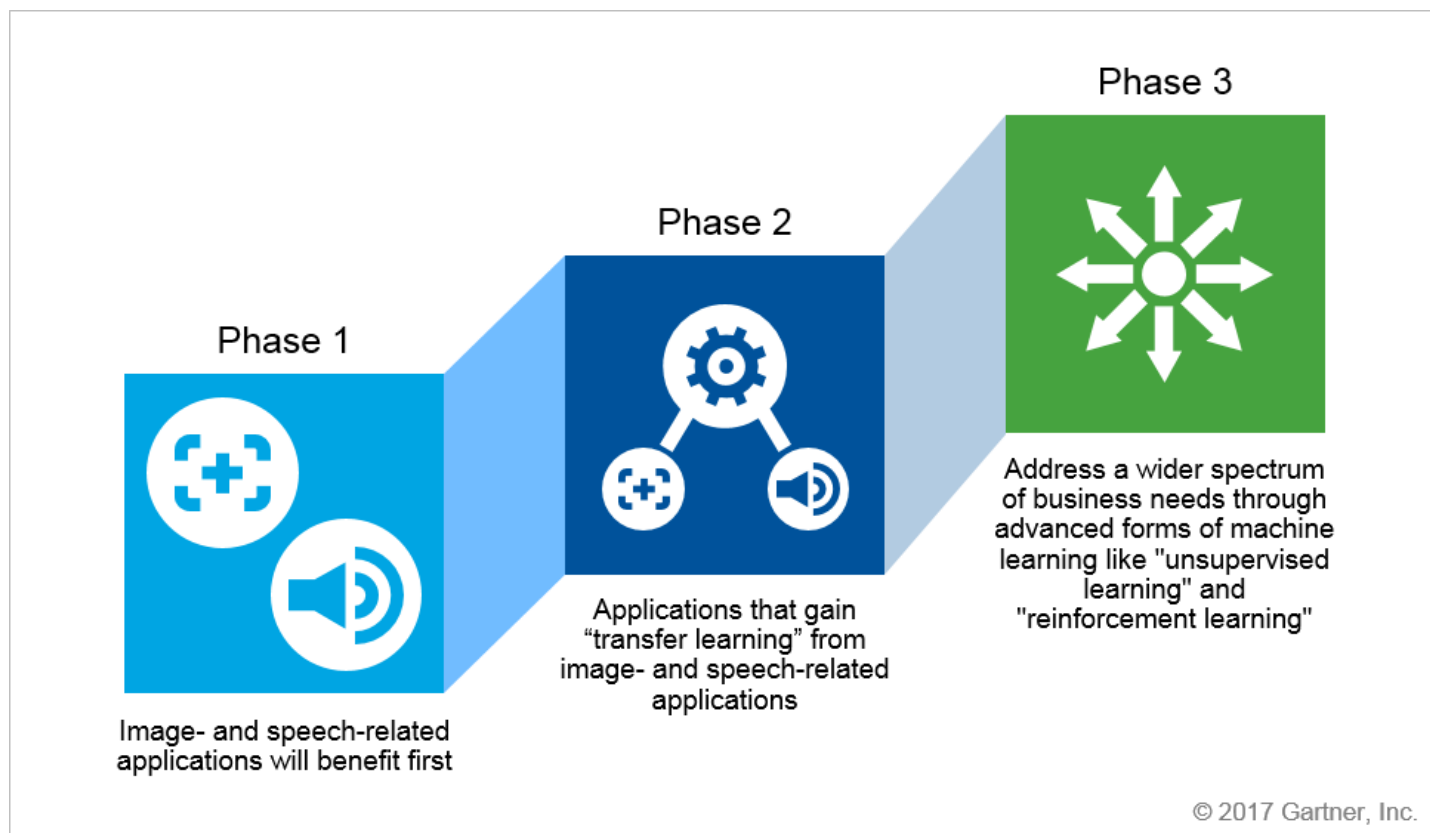 Phase 1
Image- and speech-related
applications will benefit first
Phase 2
Applications that gain
“transfer learning” from
image- and speech-related
applications
Phase 3
Address a wider spectrum
of business needs through
advanced forms of machine
learning like "unsupervised
learning" and
"reinforcement learning"
© 2017 Gartner, Inc.